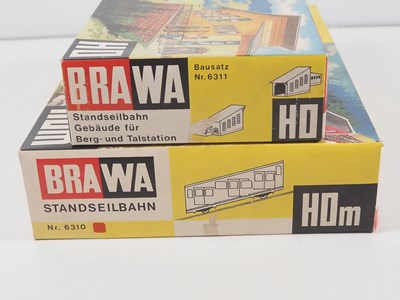 BRAWA
Bausatz
Nr. 6311
Standseilbahn
Gebäude für
Berg- und Talstation
HO
BRAWA
STANDSEILBAHN
Nr. 6310
HOm